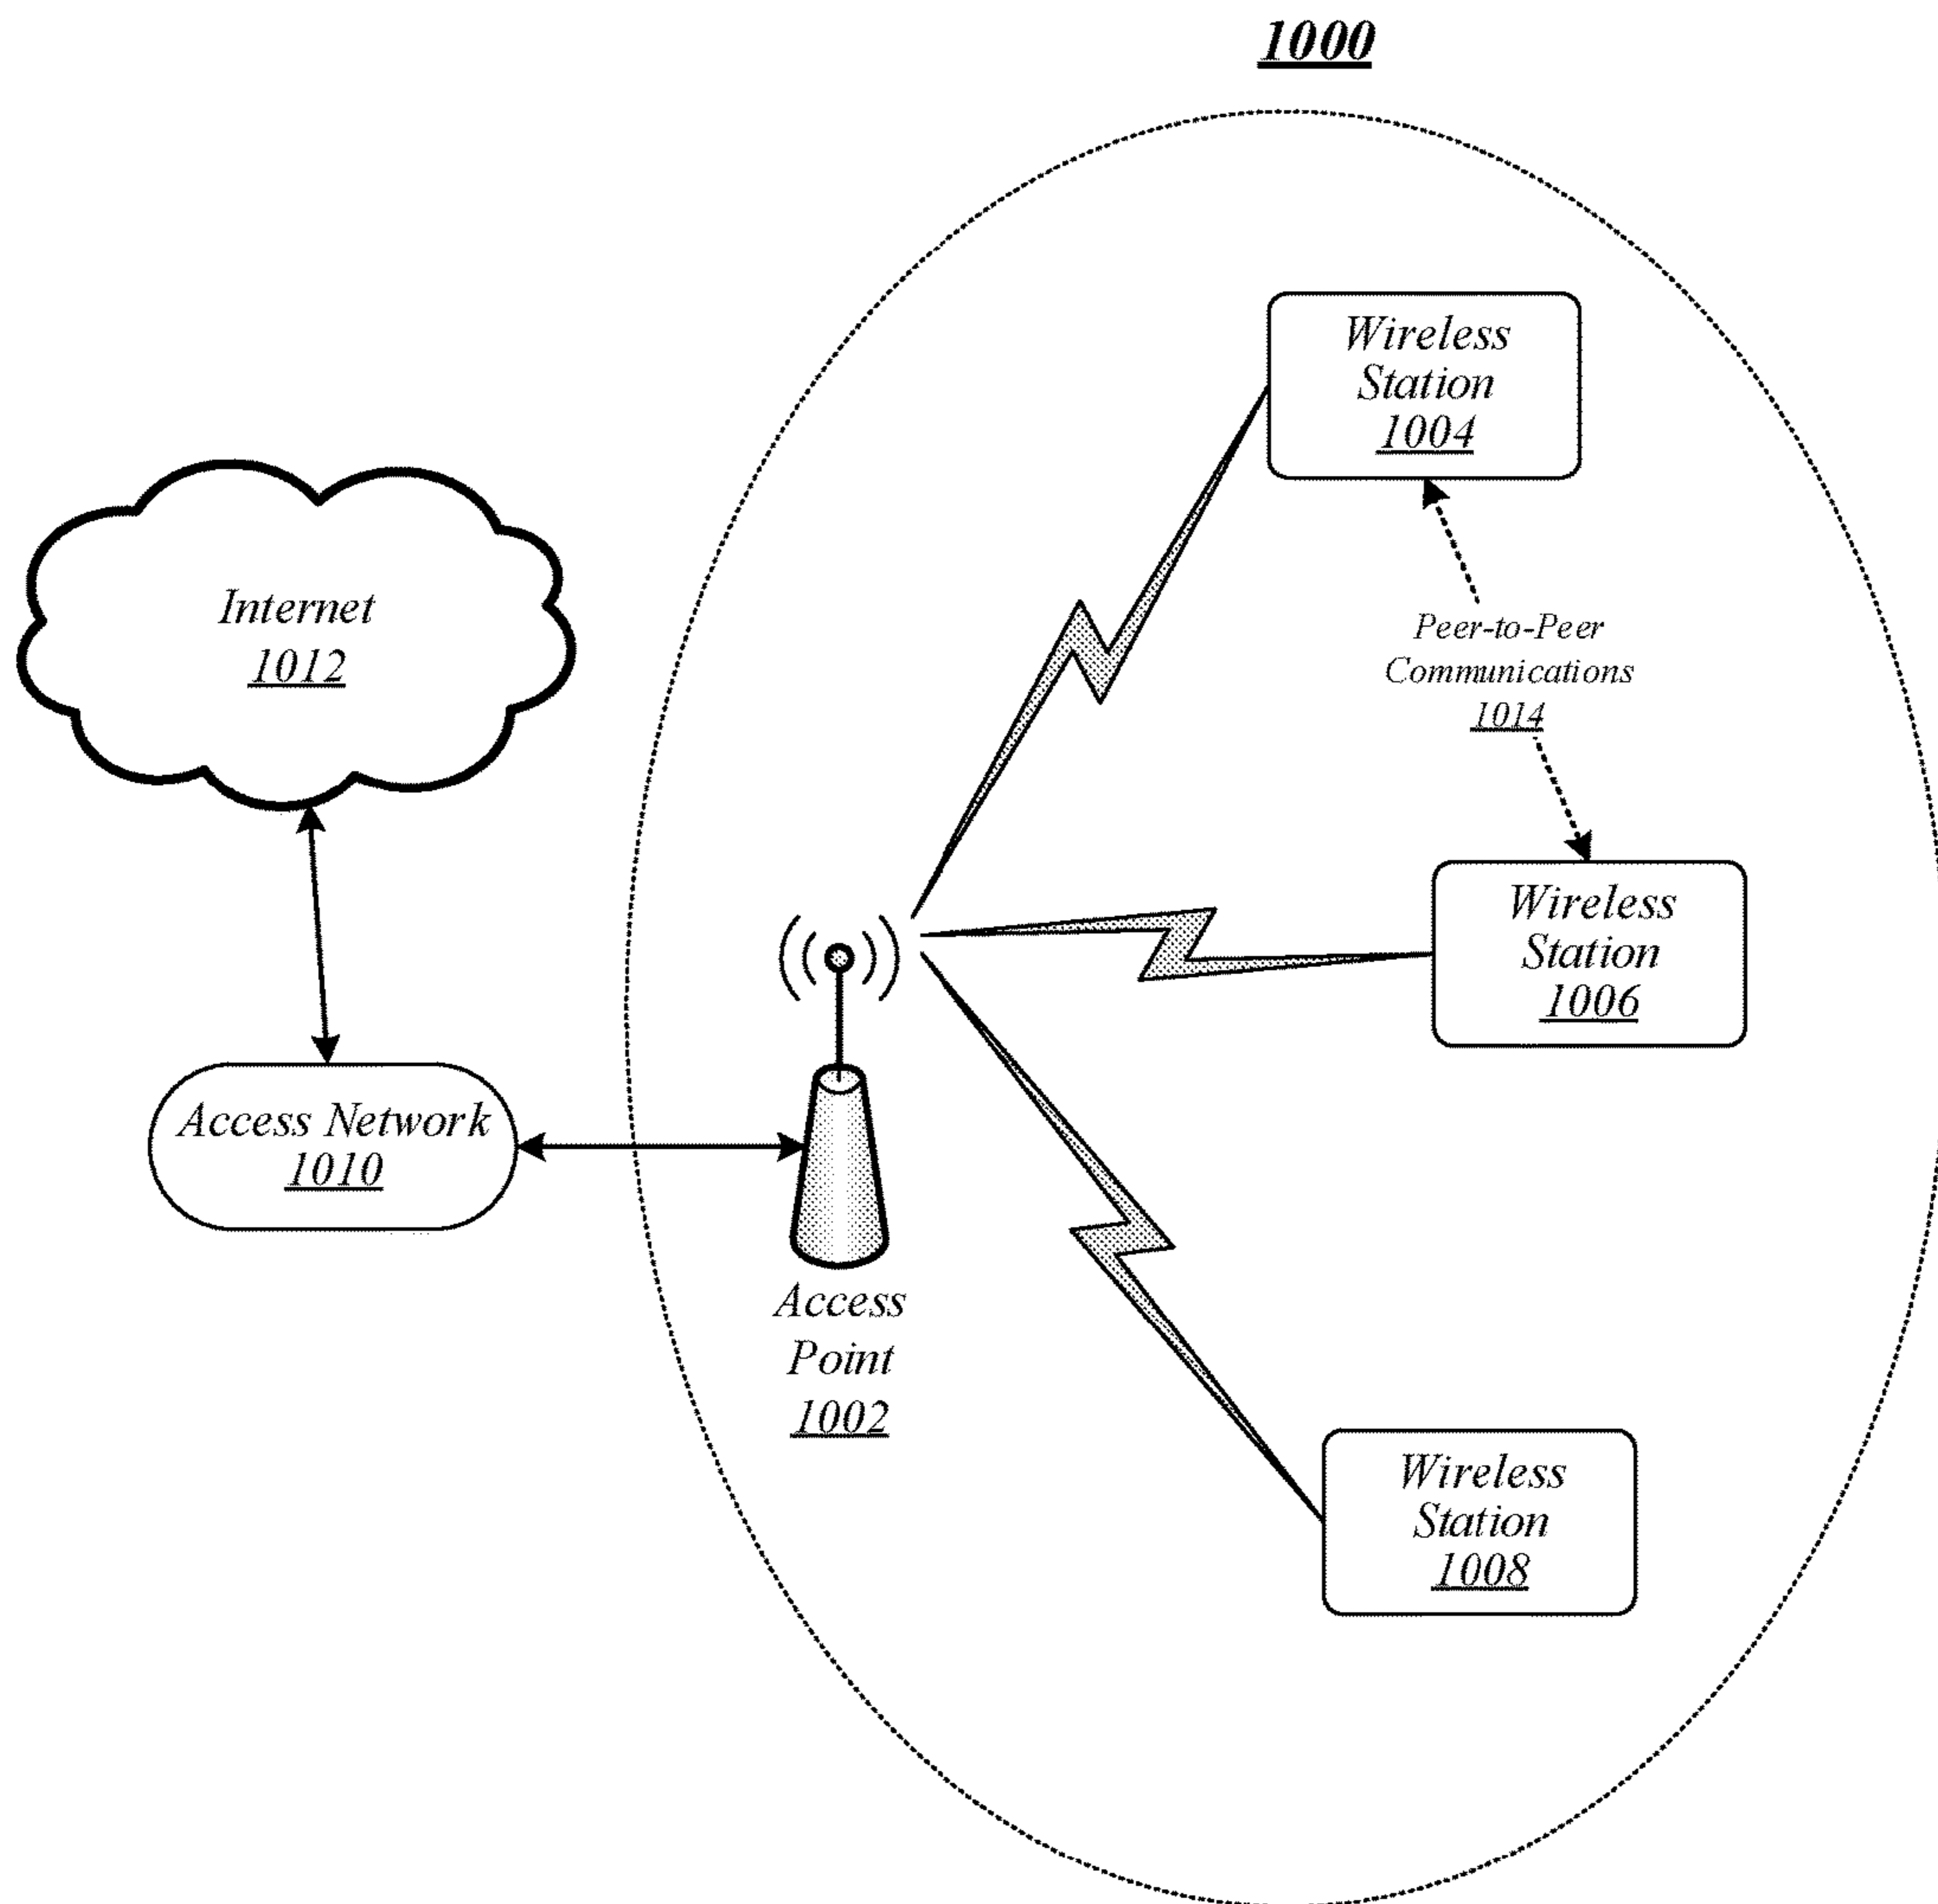 1000
Wireless
Station
1004
Internet
1012
Peer-to-Peer
Communications
1014
Wireless
Station
1006
Access Network
1010
Access
Point
1002
Wireless
Station
1008